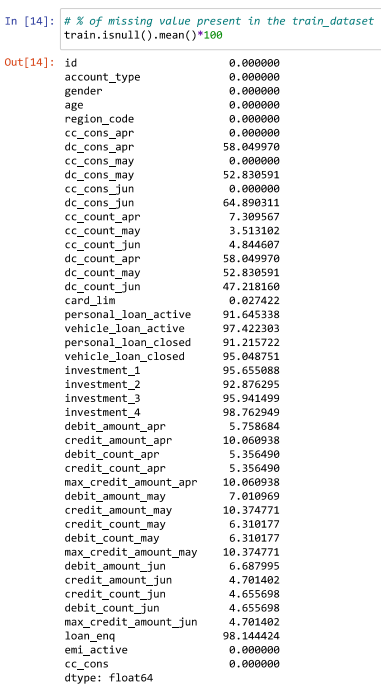 In [14]: # % of missing value present in the train_dataset
train.isnull().mean()*100
Out[14]: id 0.000000
account_type 0.000000
gender 0.000000
age 0.000000
region_code 0.000000
cc_cons_apr 0.000000
dc_cons_apr 58.049970
cc_cons_may 0.000000
dc_cons_may 52.830591
cc_cons_jun 0.000000
dc_cons_jun 64.890311
cc_count_apr 7.309567
cc_count_may 3.513102
cc_count_jun 4.844607
dc_count_apr 58.049970
dc_count_may 52.830591
dc_count_jun 47.218160
card_lim 0.027422
personal_loan_active 91.645338
vehicle_loan_active 97.422303
personal_loan_closed 91.215722
vehicle_loan_closed 95.048751
investment_1 95.655088
investment_2 92.876295
investment_3 95.941499
investment_4 98.762949
debit_amount_apr 5.758684
credit_amount_apr 10.060938
debit_count_apr 5.356490
credit_count_apr 5.356490
max_credit_amount_apr 10.060938
debit_amount_may 7.010969
credit_amount_may 10.374771
credit_count_may 6.310177
debit_count_may 6.310177
max_credit_amount_may 10.374771
debit_amount_jun 6.687995
credit_amount_jun 4.701402
credit_count_jun 4.655698
debit_count_jun 4.655698
max_credit_amount_jun 4.701402
loan_enq 98.144424
emi_active 0.000000
cc_cons 0.000000
dtype: float64